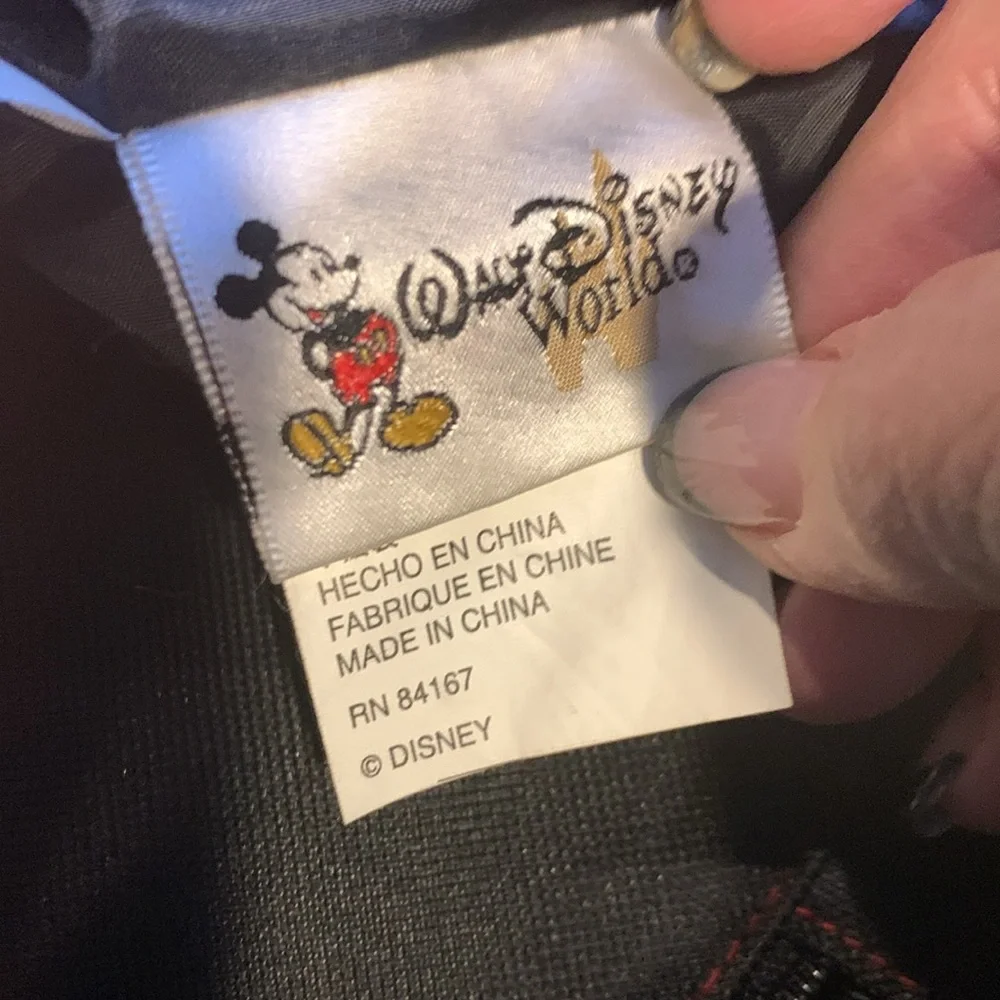 Walt Disney
World®
HECHO EN CHINA
FABRIQUE EN CHINE
MADE IN CHINA
RN 84167
© DISNEY